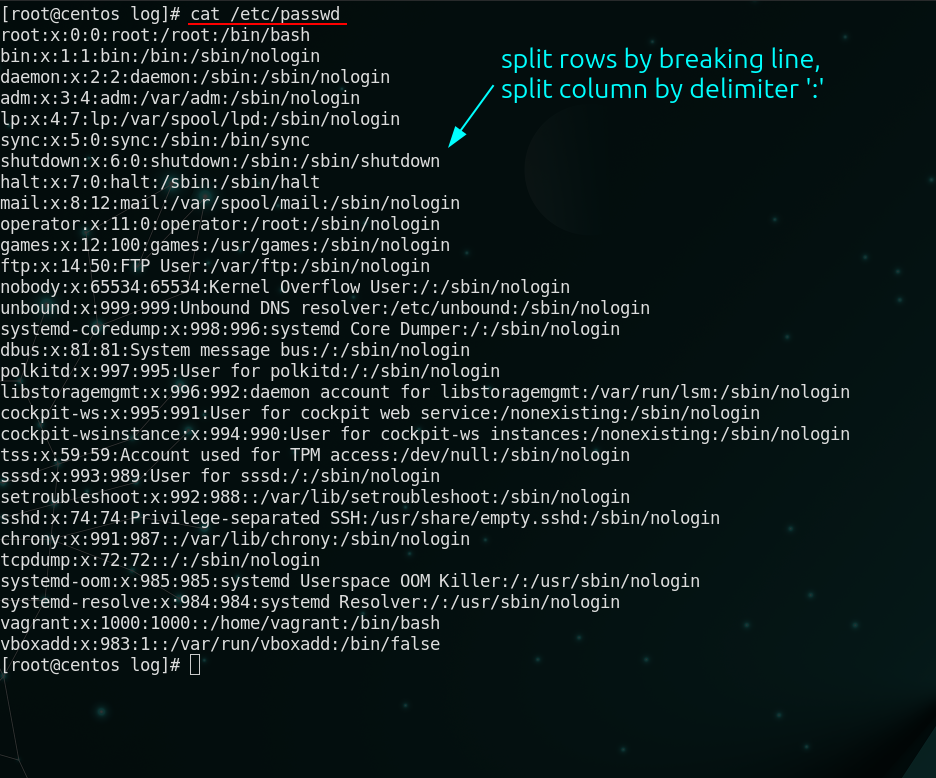 [root@centos log]# cat /etc/passwd
root:x:0:0:root:/root:/bin/bash
bin:x:1:1:bin:/bin:/sbin/nologin
daemon:x:2:2:daemon:/sbin:/sbin/nologin
adm:x:3:4:adm:/var/adm:/sbin/nologin
lp:x:4:7:lp:/var/spool/lpd:/sbin/nologin
sync:x:5:0:sync:/sbin:/bin/sync
shutdown:x:6:0:shutdown:/sbin:/sbin/shutdown
halt:x:7:0:halt:/sbin:/sbin/halt
mail:x:8:12:mail:/var/spool/mail:/sbin/nologin
operator:x:11:0:operator:/root:/sbin/nologin
games:x:12:100:games:/usr/games:/sbin/nologin
ftp:x:14:50:FTP User:/var/ftp:/sbin/nologin
nobody:x:65534:65534:Kernel Overflow User:/:/sbin/nologin
unbound:x:999:999:Unbound DNS resolver:/etc/unbound:/sbin/nologin
systemd-coredump:x:998:996:systemd Core Dumper:/:/sbin/nologin
dbus:x:81:81:System message bus:/:/sbin/nologin
polkitd:x:997:995:User for polkitd:/:/sbin/nologin
libstoragemgmt:x:996:992:daemon account for libstoragemgmt:/var/run/lsm:/sbin/nologin
cockpit-ws:x:995:991:User for cockpit web service:/nonexisting:/sbin/nologin
cockpit-wsinstance:x:994:990:User for cockpit-ws instances:/nonexisting:/sbin/nologin
tss:x:59:59:Account used for TPM access:/dev/null:/sbin/nologin
sssd:x:993:989:User for sssd:/:/sbin/nologin
setroubleshoot:x:992:988::/var/lib/setroubleshoot:/sbin/nologin
sshd:x:74:74:Privilege-separated SSH:/usr/share/empty.sshd:/sbin/nologin
chrony:x:991:987::/var/lib/chrony:/sbin/nologin
tcpdump:x:72:72::/:/sbin/nologin
systemd-oom:x:985:985:systemd Userspace OOM Killer:/:/usr/sbin/nologin
systemd-resolve:x:984:984:systemd Resolver:/:/usr/sbin/nologin
vagrant:x:1000:1000::/home/vagrant:/bin/bash
vboxadd:x:983:1::/var/run/vboxadd:/bin/false
[root@centos log]#
split rows by breaking line,
split column by delimiter ':'